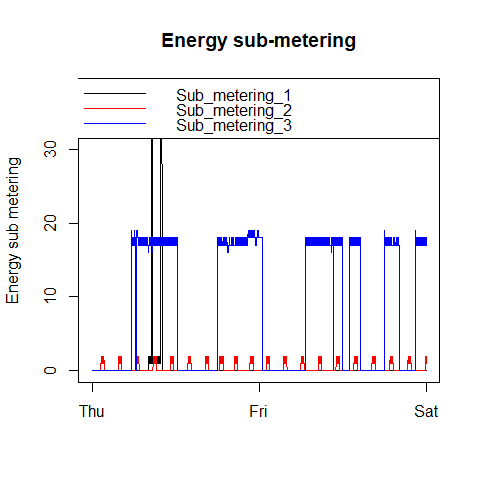 Energy sub-metering
Sub_metering_1
Sub_metering_2
Sub_metering_3
Energy sub metering
30
20
10
0
Thu Fri Sat